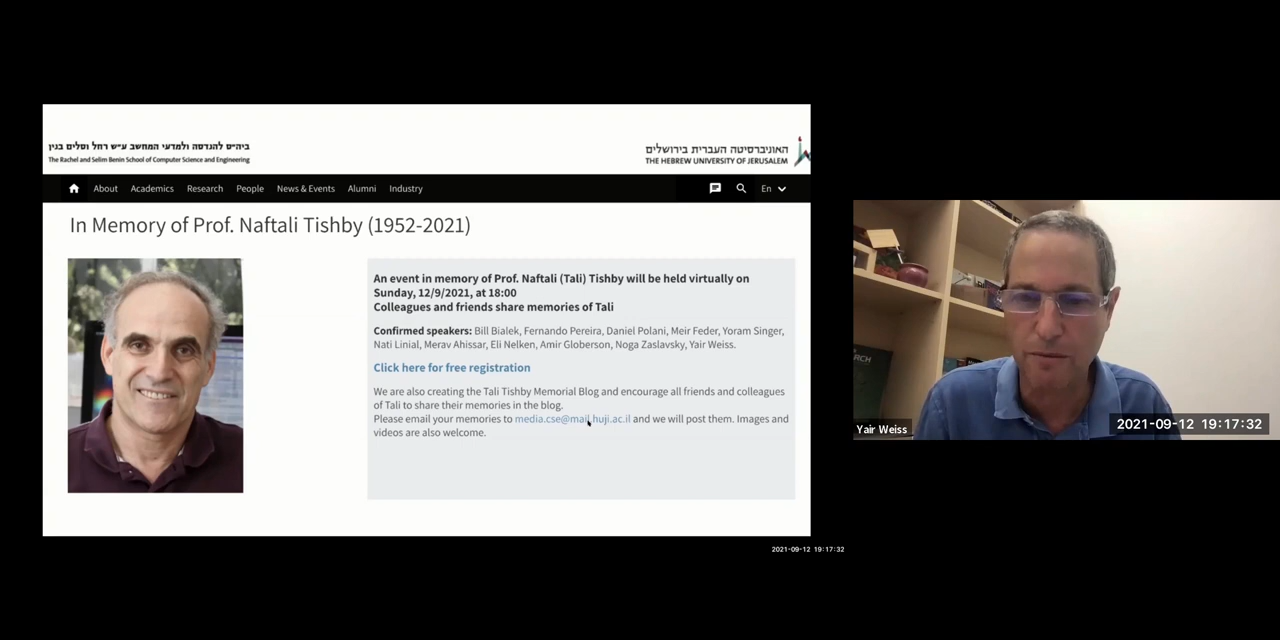 ביה״ס להנדסה ולמדעי המחשב ע״ש רחל וסלים בנין
The Rachel and Selim Benin School of Computer Science and Engineering
האוניברסיטה העברית בירושלים
THE HEBREW UNIVERSITY OF JERUSALEM
About Academics Research People News & Events Alumni Industry En
In Memory of Prof. Naftali Tishby (1952-2021)
An event in memory of Prof. Naftali (Tali) Tishby will be held virtually on
Sunday, 12/9/2021, at 18:00
Colleagues and friends share memories of Tali
Confirmed speakers: Bill Bialek, Fernando Pereira, Daniel Polani, Meir Feder, Yoram Singer,
Nati Linial, Merav Ahissar, Eli Nelken, Amir Globerson, Noga Zaslavsky, Yair Weiss.
Click here for free registration
We are also creating the Tali Tishby Memorial Blog and encourage all friends and colleagues
of Tali to share their memories in the blog.
Please email your memories to media.cse@mail.huji.ac.il and we will post them. Images and
videos are also welcome.
Yair Weiss
2021-09-12 19:17:32
2021-09-12 19:17:32